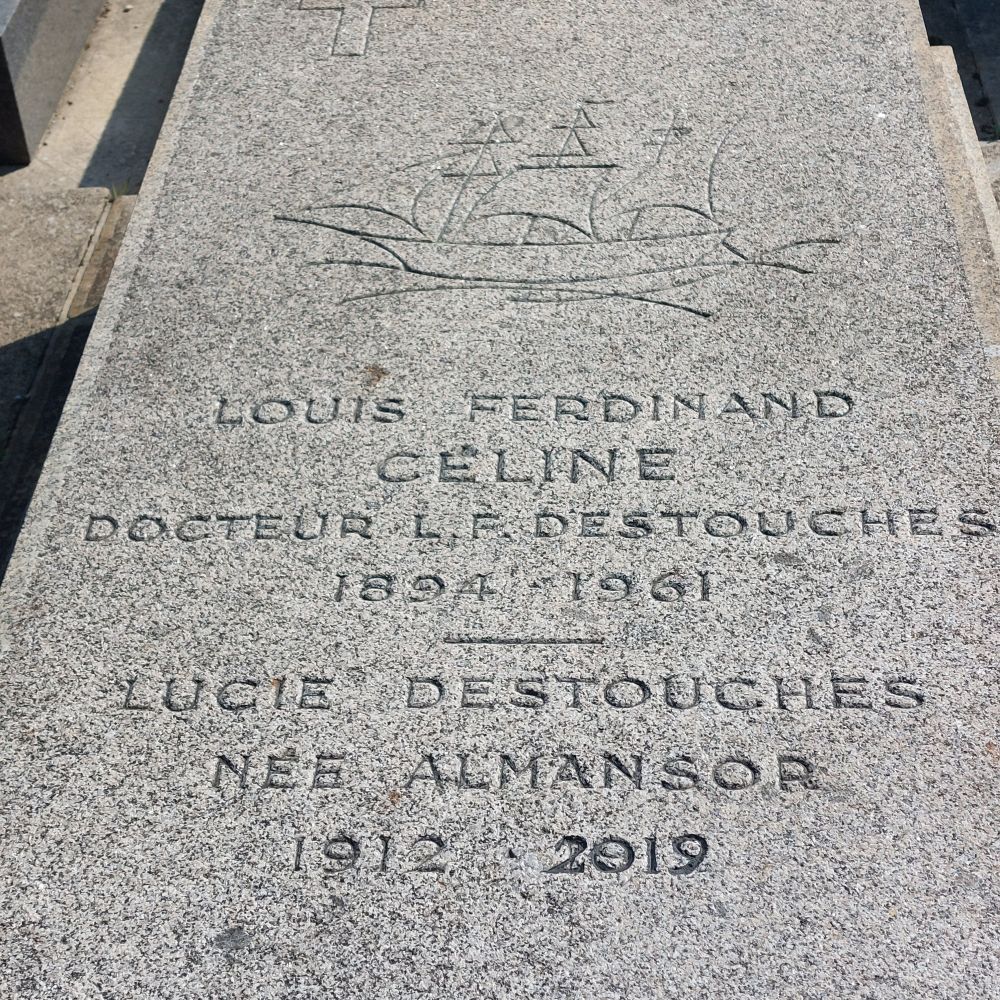 LOUIS FERDINAND
CÉLINE
DOCTEUR L.F. DESTOUCHES
1894 - 1961
LUCIE DESTOUCHES
NÉE ALMANSOR
1912 - 2019